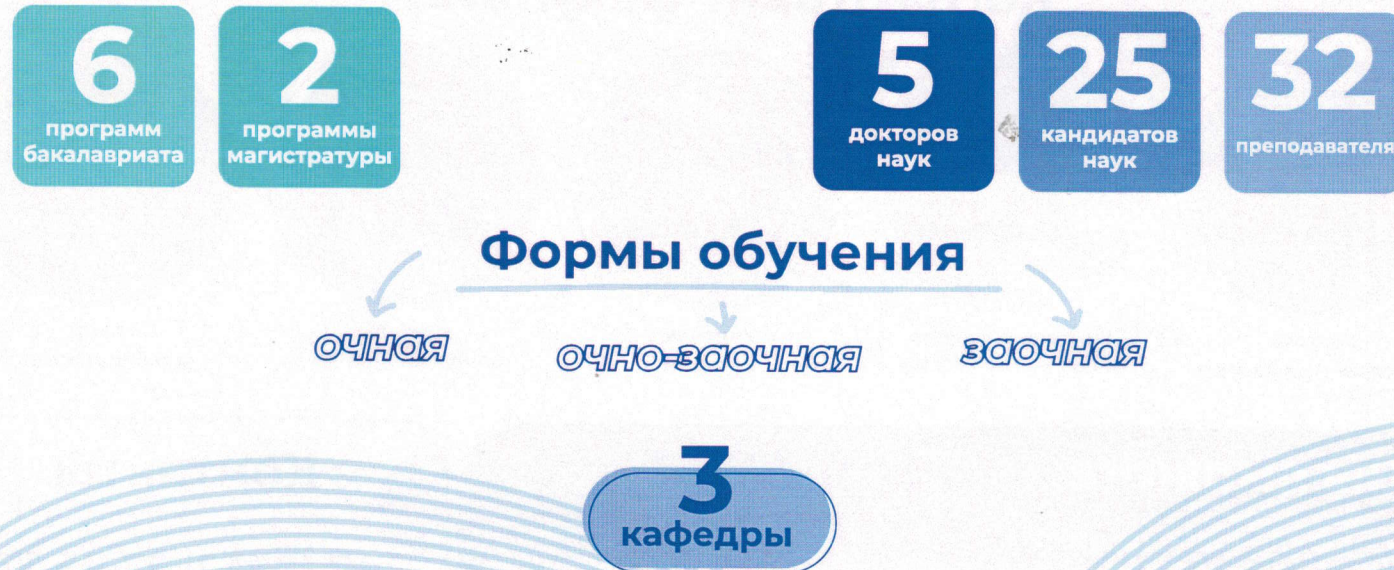 6
программ
бакалавриата
2
программы
магистратуры
5
докторов
наук
25
кандидатов
наук
32
преподавателя
Формы обучения
очная
очно-заочная
заочная
3
кафедры